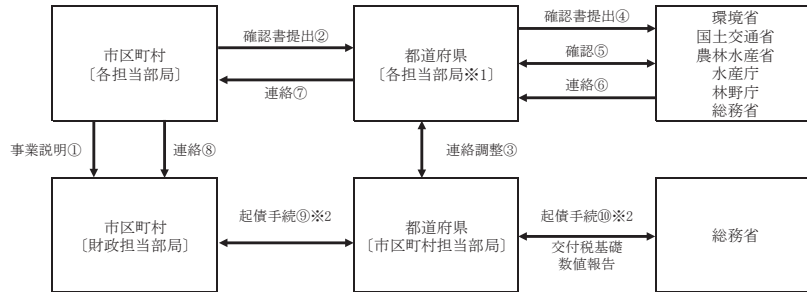 市区町村
〔各担当部局〕
確認書提出②
連絡⑦
都道府県
〔各担当部局※1〕
確認書提出④
確認⑤
連絡⑥
環境省
国土交通省
農林水産省
水産庁
林野庁
総務省
事業説明①
連絡⑧
連絡調整③
市区町村
〔財政担当部局〕
起債手続⑨※2
都道府県
〔市区町村担当部局〕
起債手続⑩※2
交付税基礎
数値報告
総務省